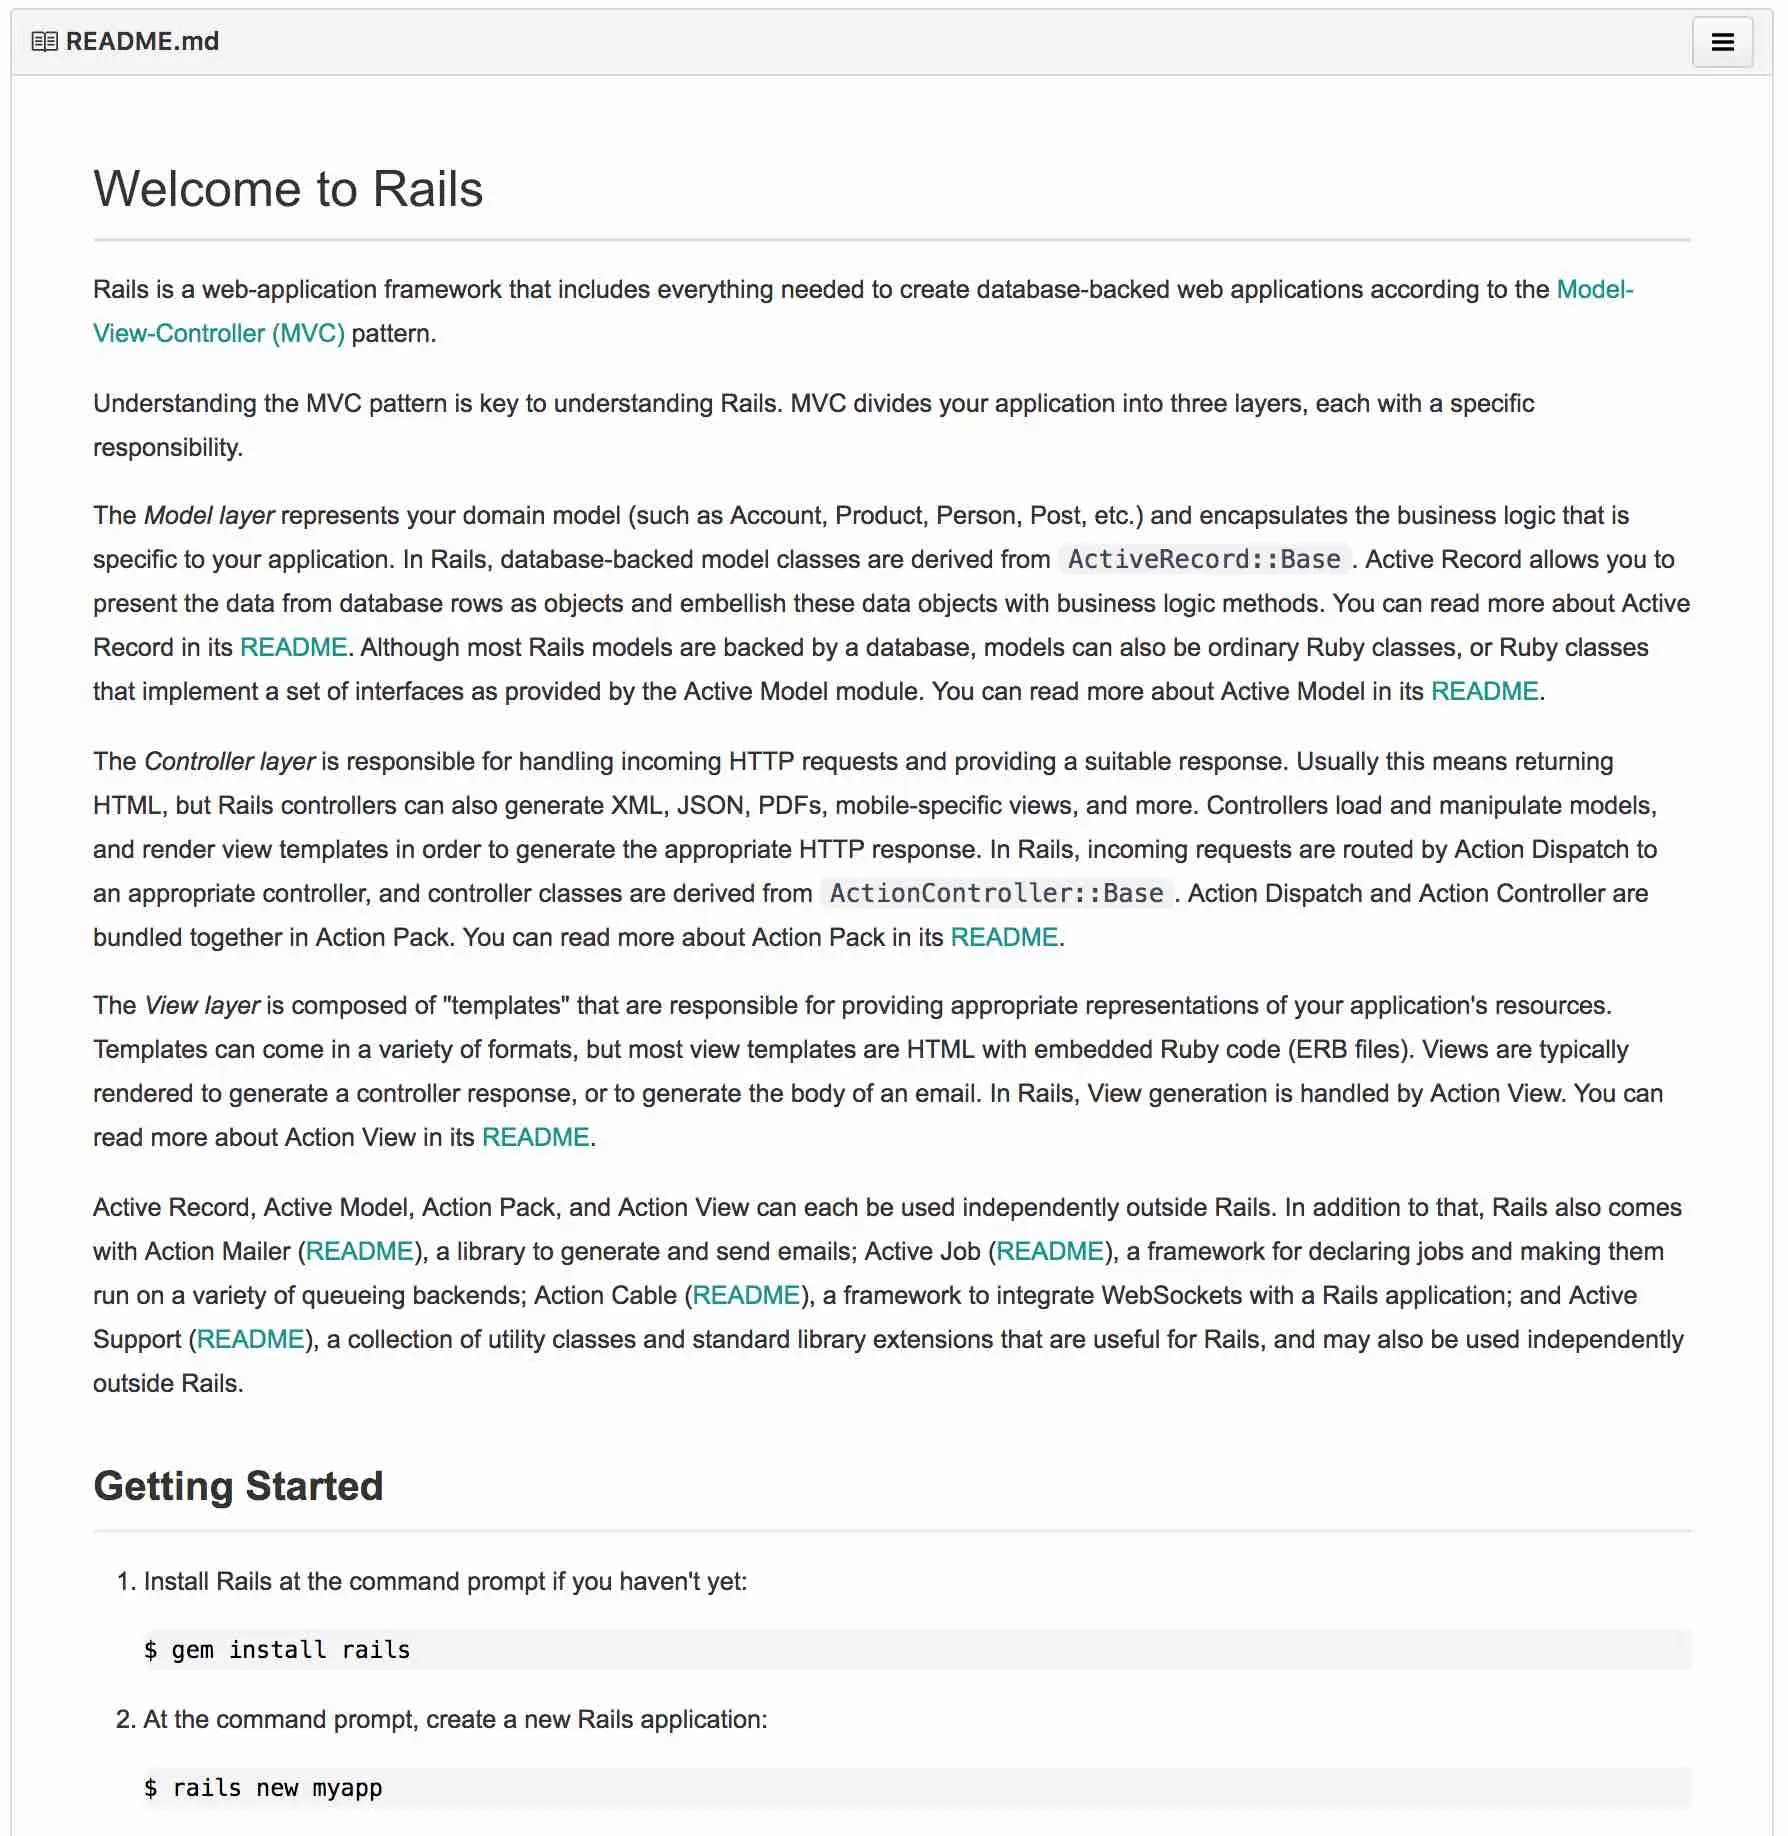 README.md
Welcome to Rails
Rails is a web-application framework that includes everything needed to create database-backed web applications according to the Model-
View-Controller (MVC) pattern.
Understanding the MVC pattern is key to understanding Rails. MVC divides your application into three layers, each with a specific
responsibility.
The Model layer represents your domain model (such as Account, Product, Person, Post, etc.) and encapsulates the business logic that is
specific to your application. In Rails, database-backed model classes are derived from ActiveRecord::Base. Active Record allows you to
present the data from database rows as objects and embellish these data objects with business logic methods. You can read more about Active
Record in its README. Although most Rails models are backed by a database, models can also be ordinary Ruby classes, or Ruby classes
that implement a set of interfaces as provided by the Active Model module. You can read more about Active Model in its README.
The Controller layer is responsible for handling incoming HTTP requests and providing a suitable response. Usually this means returning
HTML, but Rails controllers can also generate XML, JSON, PDFs, mobile-specific views, and more. Controllers load and manipulate models,
and render view templates in order to generate the appropriate HTTP response. In Rails, incoming requests are routed by Action Dispatch to
an appropriate controller, and controller classes are derived from ActionController::Base. Action Dispatch and Action Controller are
bundled together in Action Pack. You can read more about Action Pack in its README.
The View layer is composed of "templates" that are responsible for providing appropriate representations of your application's resources.
Templates can come in a variety of formats, but most view templates are HTML with embedded Ruby code (ERB files). Views are typically
rendered to generate a controller response, or to generate the body of an email. In Rails, View generation is handled by Action View. You can
read more about Action View in its README.
Active Record, Active Model, Action Pack, and Action View can each be used independently outside Rails. In addition to that, Rails also comes
with Action Mailer (README), a library to generate and send emails; Active Job (README), a framework for declaring jobs and making them
run on a variety of queueing backends; Action Cable (README), a framework to integrate WebSockets with a Rails application; and Active
Support (README), a collection of utility classes and standard library extensions that are useful for Rails, and may also be used independently
outside Rails.
Getting Started
1. Install Rails at the command prompt if you haven't yet:
$ gem install rails
2. At the command prompt, create a new Rails application:
$ rails new myapp